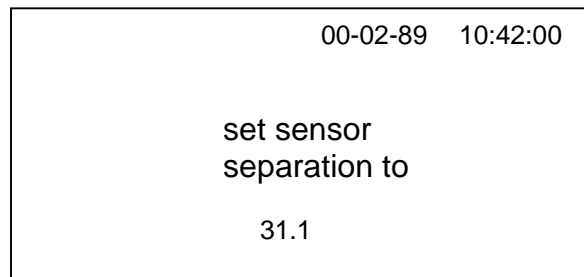 00-02-89 10:42:00
set sensor
separation to
31.1